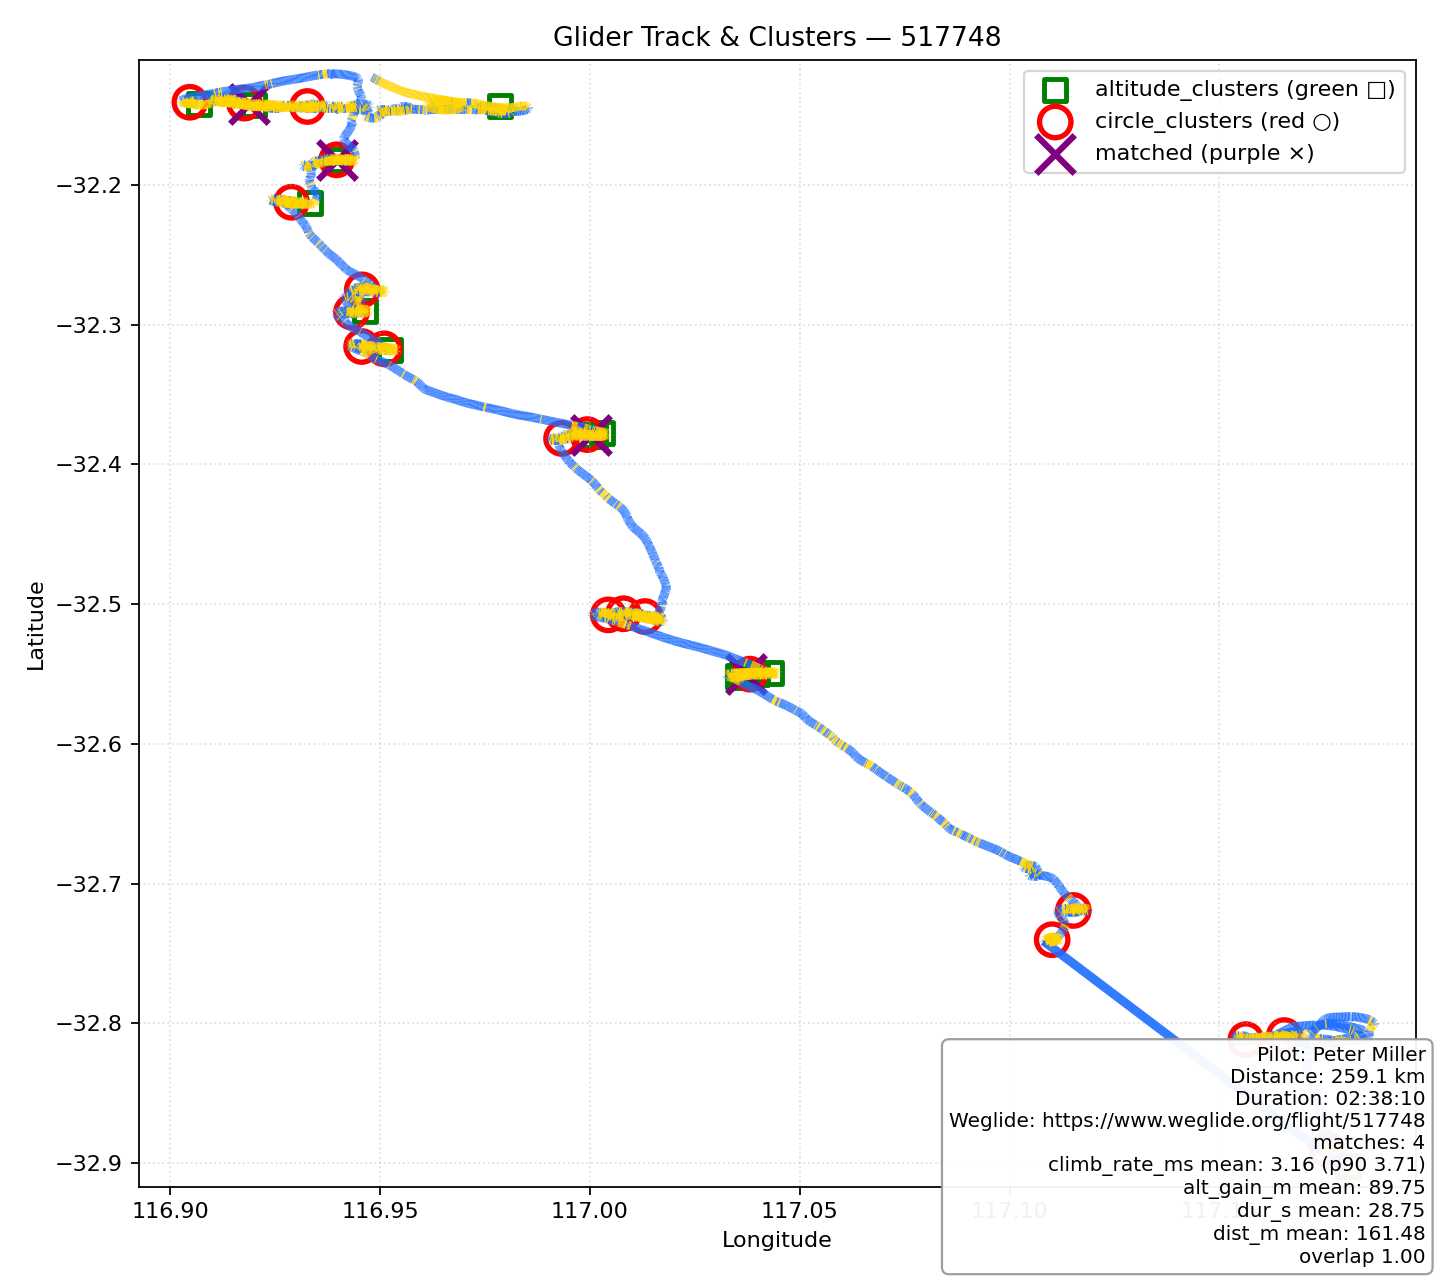 Glider Track & Clusters — 517748
altitude_clusters (green □)
circle_clusters (red ○)
matched (purple ×)
Latitude
−32.2
−32.3
−32.4
−32.5
−32.6
−32.7
−32.8
−32.9
116.90
116.95
117.00
117.05
117.10
Longitude
Pilot: Peter Miller
Distance: 259.1 km
Duration: 02:38:10
Weglide: https://www.weglide.org/flight/517748
matches: 4
climb_rate_ms mean: 3.16 (p90 3.71)
alt_gain_m mean: 89.75
dur_s mean: 28.75
dist_m mean: 161.48
overlap 1.00